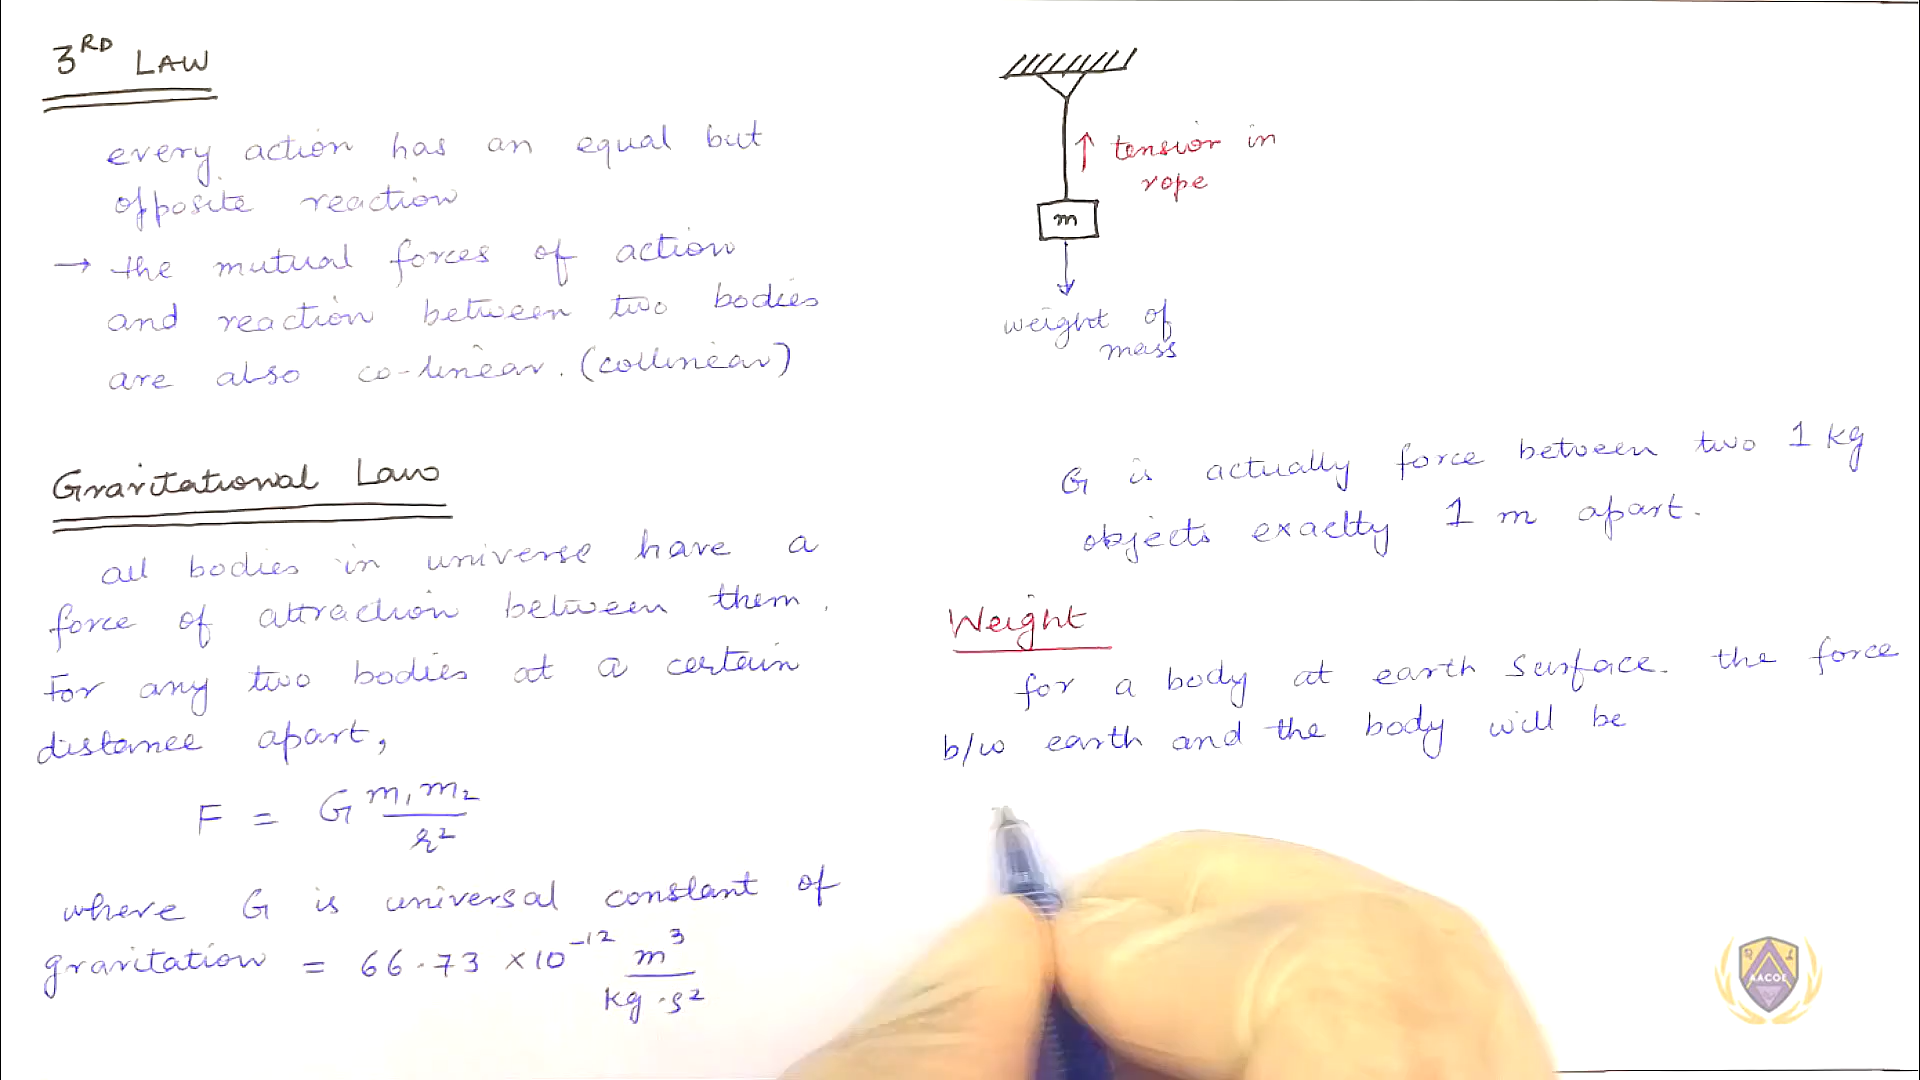 3RD LAW
every action has an equal but
opposite reaction
→ the mutual forces of action
and reaction between two bodies
are also co-linear. (collinear)
Gravitational Law
all bodies in universe have a
force of attraction between them.
For any two bodies at a certain
distance apart,
F = G m1 m2 / r²
where G is universal constant of
gravitation = 66.73 ×10⁻¹² m³ / kg.s²
↑ tension in
rope
m
weight of
mass
G is actually force between two 1 kg
objects exactly 1 m apart.
Weight
for a body at earth surface. the force
b/w earth and the body will be
AACOE